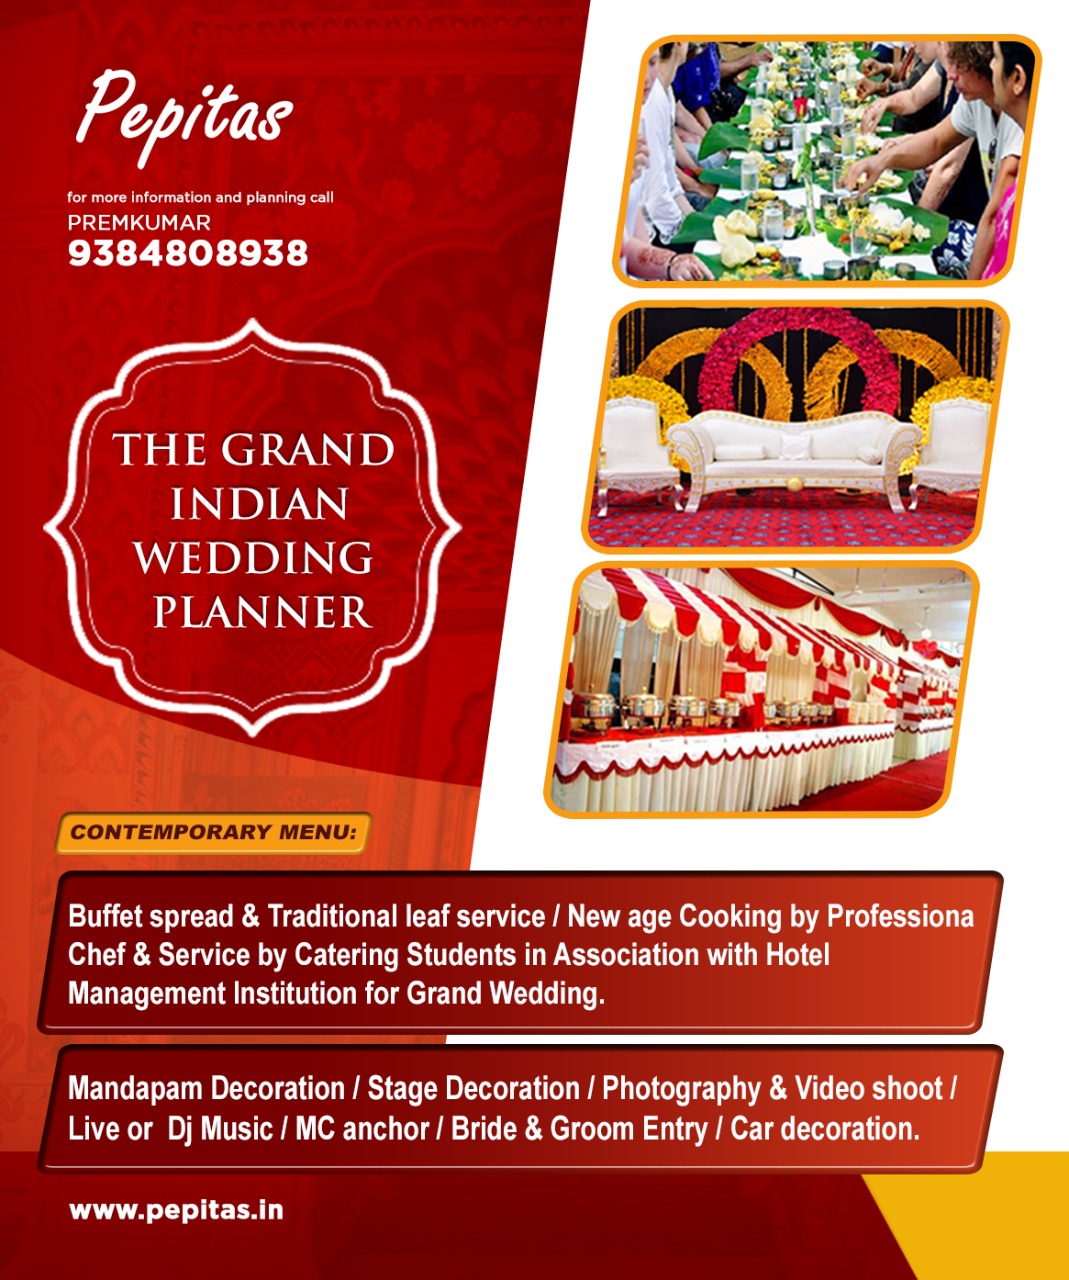 Pepitas
for more information and planning call
PREMKUMAR
9384808938
THE GRAND
INDIAN
WEDDING
PLANNER
CONTEMPORARY MENU:
Buffet spread & Traditional leaf service / New age Cooking by Professiona
Chef & Service by Catering Students in Association with Hotel
Management Institution for Grand Wedding.
Mandapam Decoration / Stage Decoration / Photography & Video shoot /
Live or  Dj Music / MC anchor / Bride & Groom Entry / Car decoration.
www.pepitas.in